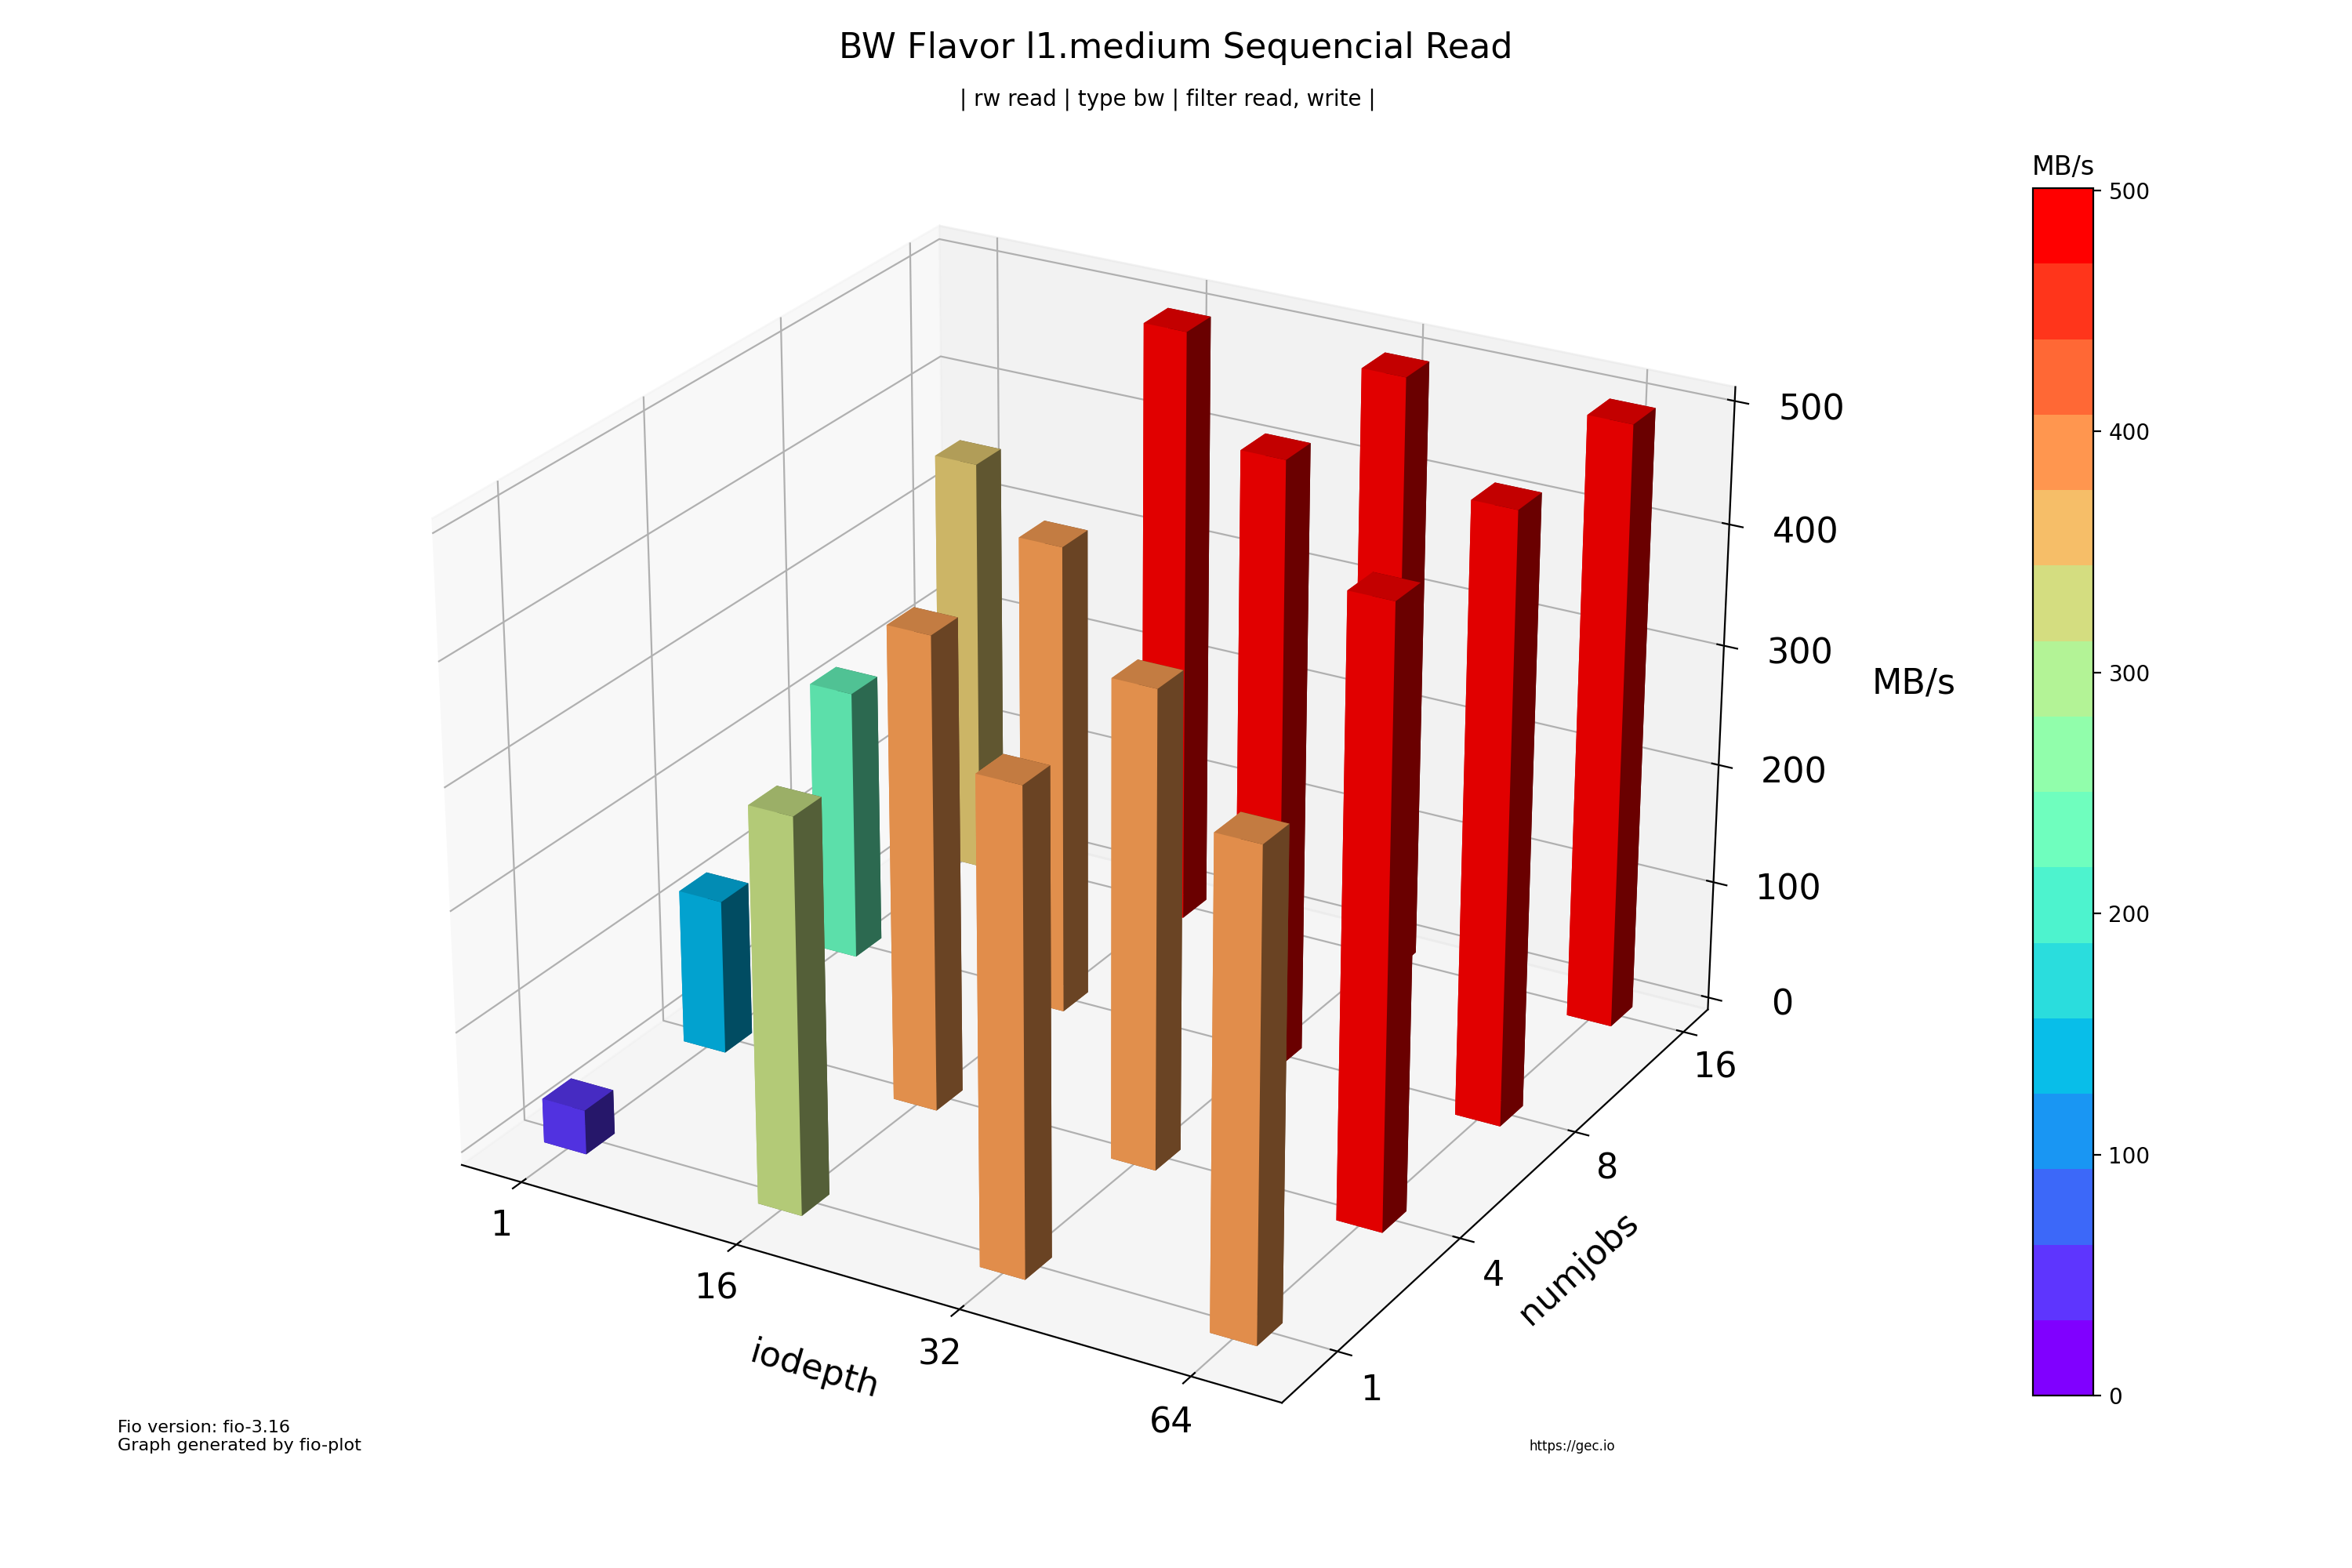 BW Flavor l1.medium Sequencial Read
| rw read | type bw | filter read, write |
MB/s
500
400
300
200
100
0
500
400
300
200
100
0
MB/s
16
8
4
1
numjobs
1
16
32
64
iodepth
Fio version: fio-3.16
Graph generated by fio-plot
https://gec.io